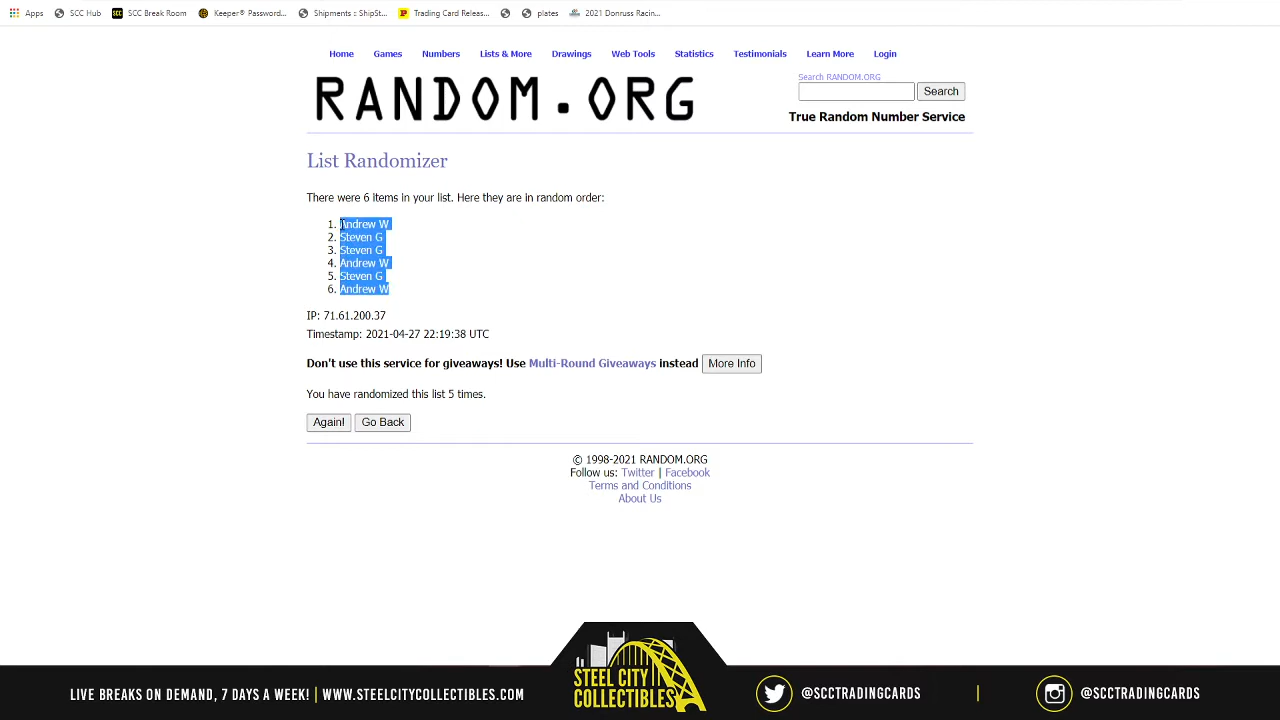 Apps SCC Hub SCC Break Room Keeper® Password... Shipments :: ShipSt... Trading Card Releas... plates 2021 Donruss Racin...
Home Games Numbers Lists & More Drawings Web Tools Statistics Testimonials Learn More Login
RANDOM.ORG
Search RANDOM.ORG
Search
True Random Number Service
List Randomizer
There were 6 items in your list. Here they are in random order:
1. Andrew W
2. Steven G
3. Steven G
4. Andrew W
5. Steven G
6. Andrew W
IP: 71.61.200.37
Timestamp: 2021-04-27 22:19:38 UTC
Don't use this service for giveaways! Use Multi-Round Giveaways instead More Info
You have randomized this list 5 times.
Again! Go Back
© 1998-2021 RANDOM.ORG
Follow us: Twitter | Facebook
Terms and Conditions
About Us
LIVE BREAKS ON DEMAND, 7 DAYS A WEEK! | WWW.STEELCITYCOLLECTIBLES.COM
STEEL CITY
COLLECTIBLES
@SCCTRADINGCARDS | @SCCTRADINGCARDS